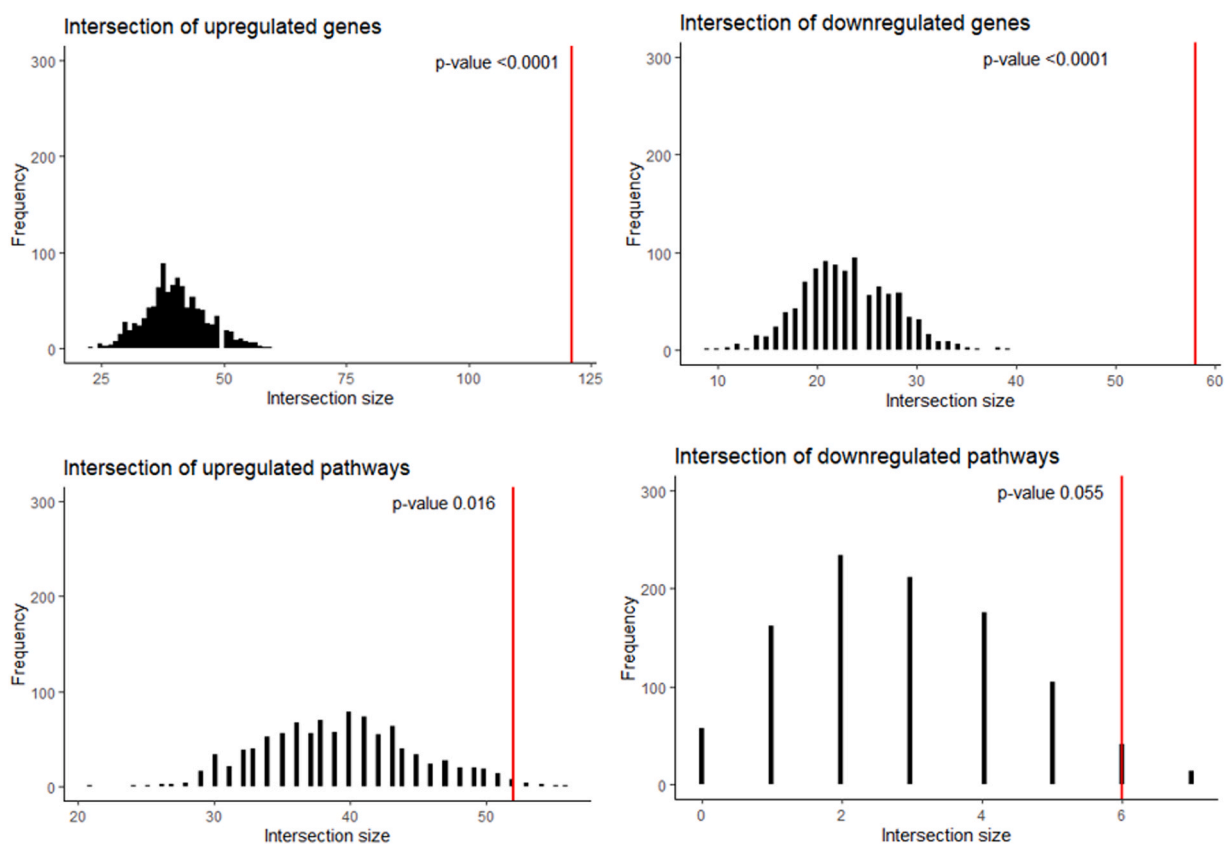 Intersection of upregulated genes
p-value <0.0001
300
200
100
0
Frequency
25 50 75 100 125
Intersection size
Intersection of downregulated genes
p-value <0.0001
300
200
100
0
Frequency
10 20 30 40 50 60
Intersection size
Intersection of upregulated pathways
p-value 0.016
300
200
100
0
Frequency
20 30 40 50
Intersection size
Intersection of downregulated pathways
p-value 0.055
300
200
100
0
Frequency
0 2 4 6
Intersection size